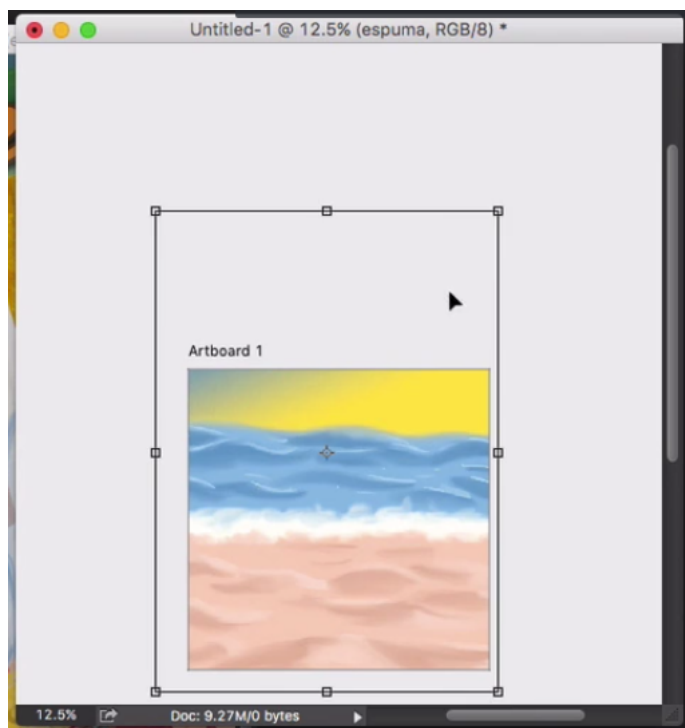 Untitled-1 @ 12.5% (espuma, RGB/8) *
Artboard 1
12.5%
Doc: 9.27M/0 bytes